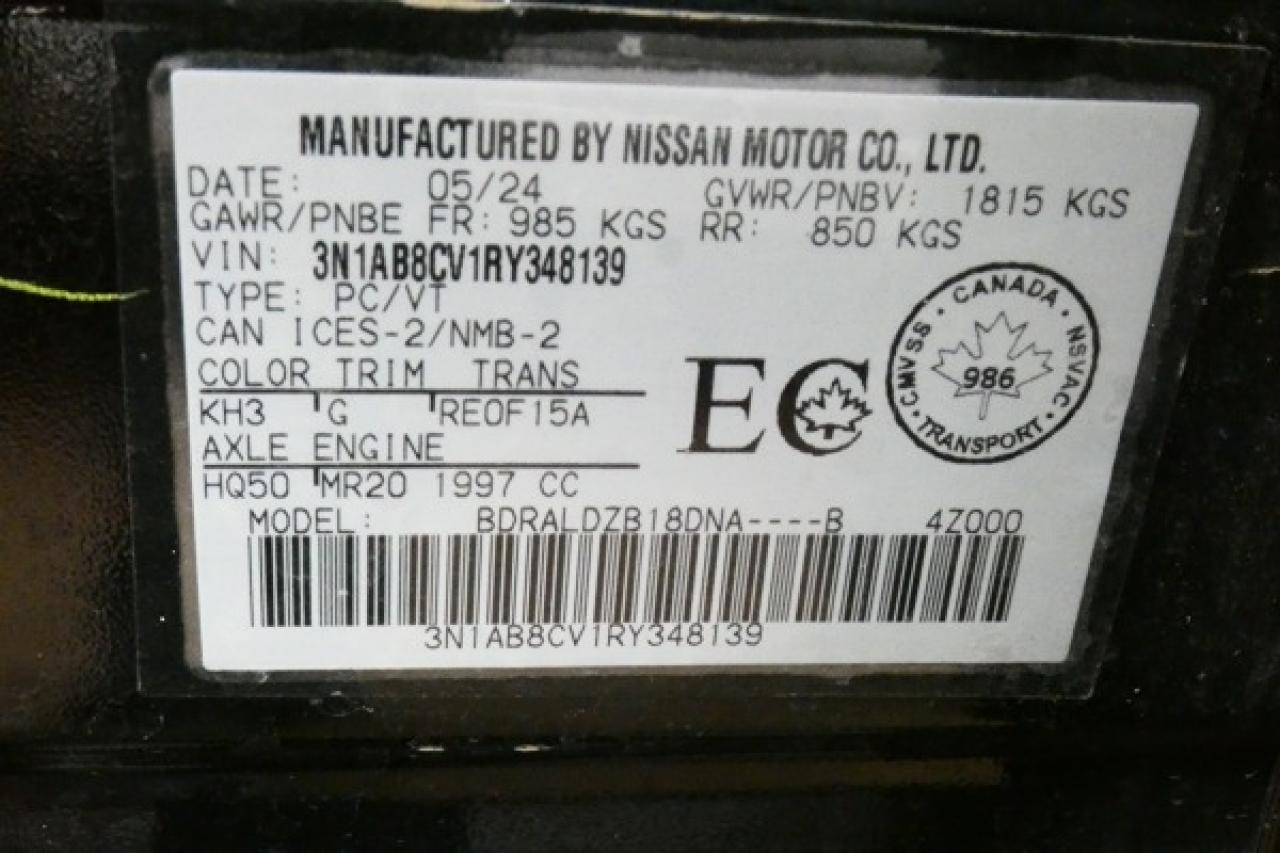 MANUFACTURED BY NISSAN MOTOR CO., LTD.
DATE: 05/24 GVWR/PNBV: 1815 KGS
GAWR/PNBE FR: 985 KGS RR: 850 KGS
VIN: 3N1AB8CV1RY348139
TYPE: PC/VT
CAN ICES-2/NMB-2
COLOR TRIM TRANS
KH3 G RE0F15A
AXLE ENGINE
HQ50 MR20 1997 CC
EC
CANADA
CMVSS · NSVAC
986
TRANSPORT
MODEL: BDRALDZB18DNA----B 4Z000
3N1AB8CV1RY348139